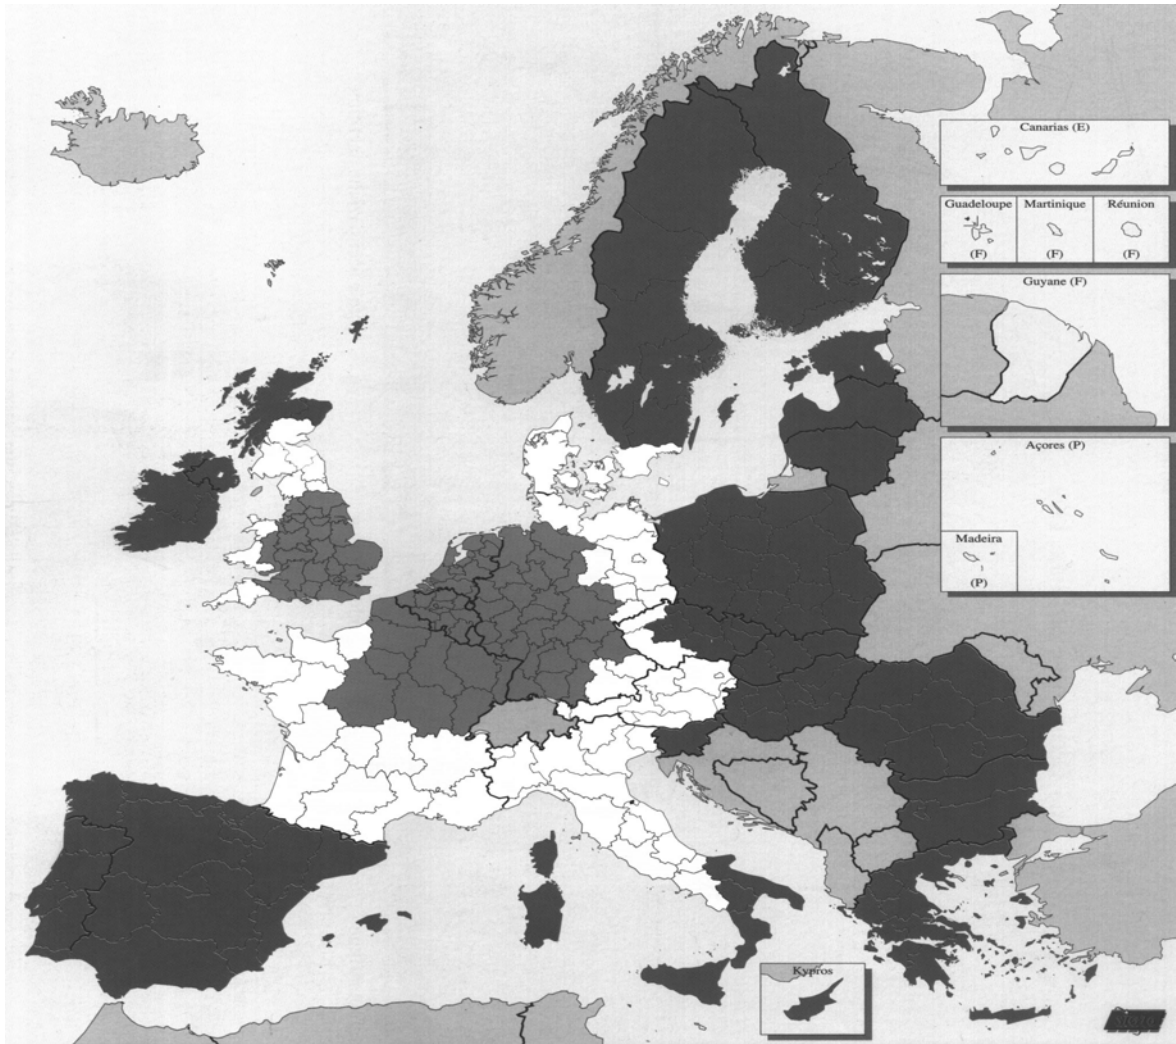 Canarias (E)
Guadeloupe
Martinique
Réunion
(F)
(F)
(F)
Guyane (F)
Açores (P)
Madeira
(P)
Kypros